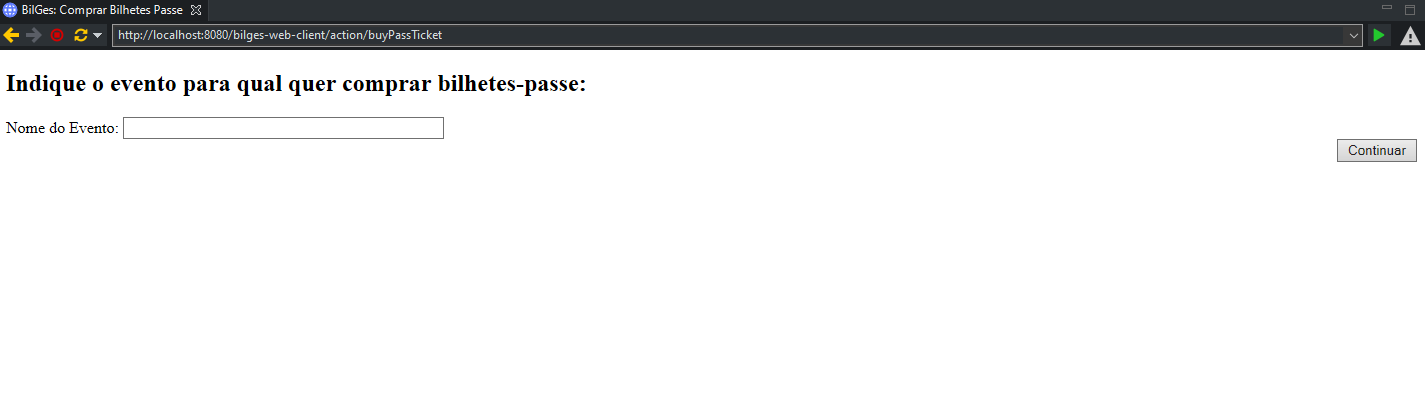 BilGes: Comprar Bilhetes Passe
http://localhost:8080/bilges-web-client/action/buyPassTicket
Indique o evento para qual quer comprar bilhetes-passe:
Nome do Evento:
Continuar